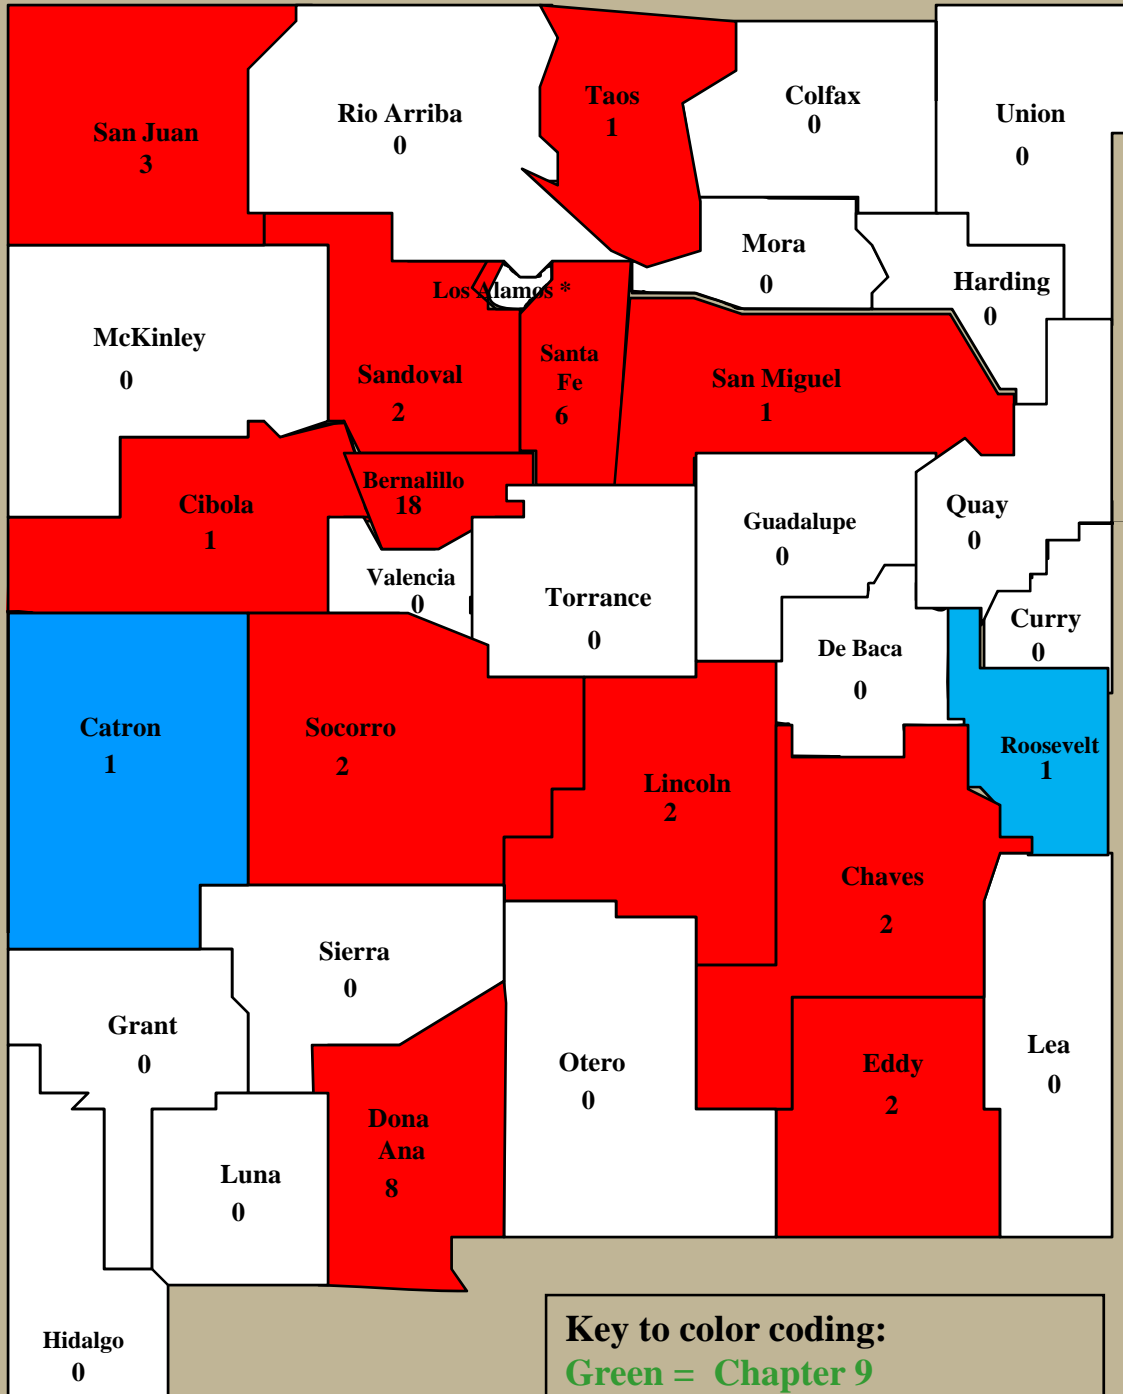 San Juan
3
Rio Arriba
0
Taos
1
Colfax
0
Union
0
Mora
0
Harding
0
Los Alamos *
McKinley
0
Sandoval
2
Santa
Fe
6
San Miguel
1
Bernalillo
18
Cibola
1
Guadalupe
0
Quay
0
Valencia
0
Torrance
0
Curry
0
De Baca
0
Catron
1
Socorro
2
Lincoln
2
Roosevelt
1
Chaves
2
Sierra
0
Grant
0
Otero
0
Eddy
2
Lea
0
Dona
Ana
8
Luna
0
Hidalgo
0
Key to color coding:
Green = Chapter 9